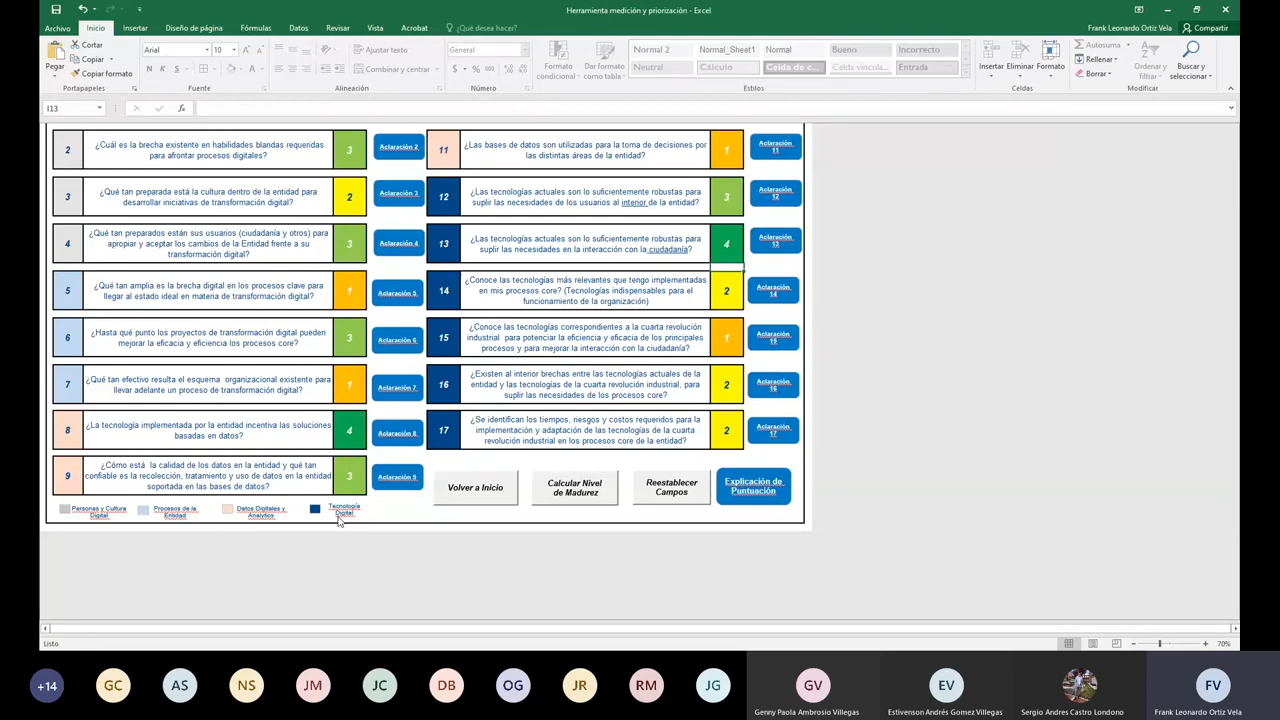 Herramienta medición y priorización - Excel
Archivo Inicio Insertar Diseño de página Fórmulas Datos Revisar Vista Acrobat ¿Qué desea hacer? Frank Leonardo Ortiz Vela Compartir
Pegar
Cortar
Copiar
Copiar formato
Arial 10
N K S
Ajustar texto
Combinar y centrar
General
Formato condicional
Dar formato como tabla
Normal 2 Normal_Sheet1 Normal Bueno Incorrecto
Neutral Cálculo Celda de c... Celda vincula... Entrada
Insertar Eliminar Formato
Autosuma
Rellenar
Borrar
Ordenar y filtrar
Buscar y seleccionar
Portapapeles Fuente Alineación Número Estilos Celdas Modificar
I13 fx
2 ¿Cuál es la brecha existente en habilidades blandas requeridas
para afrontar procesos digitales? 3 Aclaración 2
3 ¿Qué tan preparada está la cultura dentro de la entidad para
desarrollar iniciativas de transformación digital? 2 Aclaración 3
4 ¿Qué tan preparados están sus usuarios (ciudadanía y otros) para
apropiar y aceptar los cambios de la Entidad frente a su
transformación digital? 3 Aclaración 4
5 ¿Qué tan amplia es la brecha digital en los procesos clave para
llegar al estado ideal en materia de transformación digital? 1 Aclaración 5
6 ¿Hasta qué punto los proyectos de transformación digital pueden
mejorar la eficacia y eficiencia los procesos core? 3 Aclaración 6
7 ¿Qué tan efectivo resulta el esquema organizacional existente para
llevar adelante un proceso de transformación digital? 1 Aclaración 7
8 ¿La tecnología implementada por la entidad incentiva las soluciones
basadas en datos? 4 Aclaración 8
9 ¿Cómo está la calidad de los datos en la entidad y qué tan
confiable es la recolección, tratamiento y uso de datos en la entidad
soportada en las bases de datos? 3 Aclaración 9
11 ¿Las bases de datos son utilizadas para la toma de decisiones por
las distintas áreas de la entidad? 1 Aclaración 11
12 ¿Las tecnologías actuales son lo suficientemente robustas para
suplir las necesidades de los usuarios al interior de la entidad? 3 Aclaración 12
13 ¿Las tecnologías actuales son lo suficientemente robustas para
suplir las necesidades en la interacción con la ciudadanía? 4 Aclaración 13
14 ¿Conoce las tecnologías más relevantes que tengo implementadas
en mis procesos core? (Tecnologías indispensables para el
funcionamiento de la organización) 2 Aclaración 14
15 ¿Conoce las tecnologías correspondientes a la cuarta revolución
industrial para potenciar la eficiencia y eficacia de los principales
procesos y para mejorar la interacción con la ciudadanía? 1 Aclaración 15
16 ¿Existen al interior brechas entre las tecnologías actuales de la
entidad y las tecnologías de la cuarta revolución industrial, para
suplir las necesidades de los procesos core? 2 Aclaración 16
17 ¿Se identifican los tiempos, riesgos y costos requeridos para la
implementación y adaptación de las tecnologías de la cuarta
revolución industrial en los procesos core de la entidad? 2 Aclaración 17
Volver a Inicio
Calcular Nivel de Madurez
Reestablecer Campos
Explicación de Puntuación
Personas y Cultura Digital
Procesos de la Entidad
Datos Digitales y Analytics
Tecnología Digital
Listo 70%
+14 GC AS NS JM JC DB OG JR RM JG GV EV FV
Genny Paola Ambrosio Villegas Estivenson Andrés Gomez Villegas Sergio Andres Castro Londono Frank Leonardo Ortiz Vela